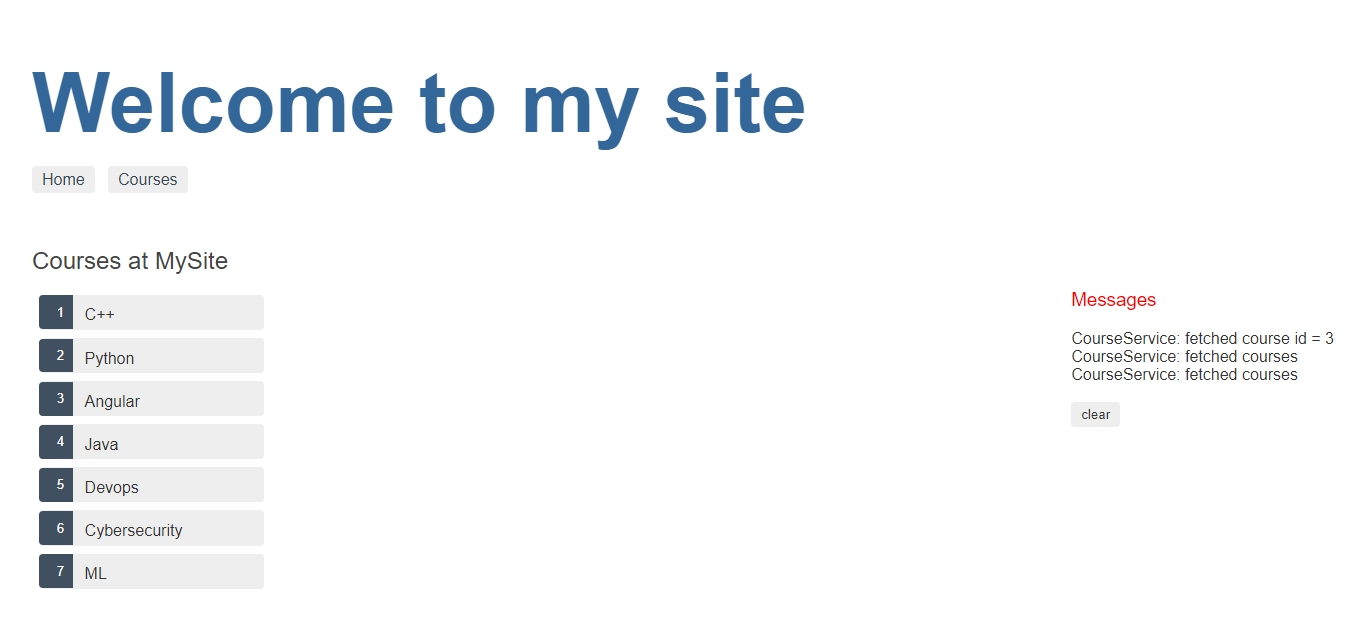 Welcome to my site
Home Courses
Courses at MySite
1 C++
2 Python
3 Angular
4 Java
5 Devops
6 Cybersecurity
7 ML
Messages
CourseService: fetched course id = 3
CourseService: fetched courses
CourseService: fetched courses
clear